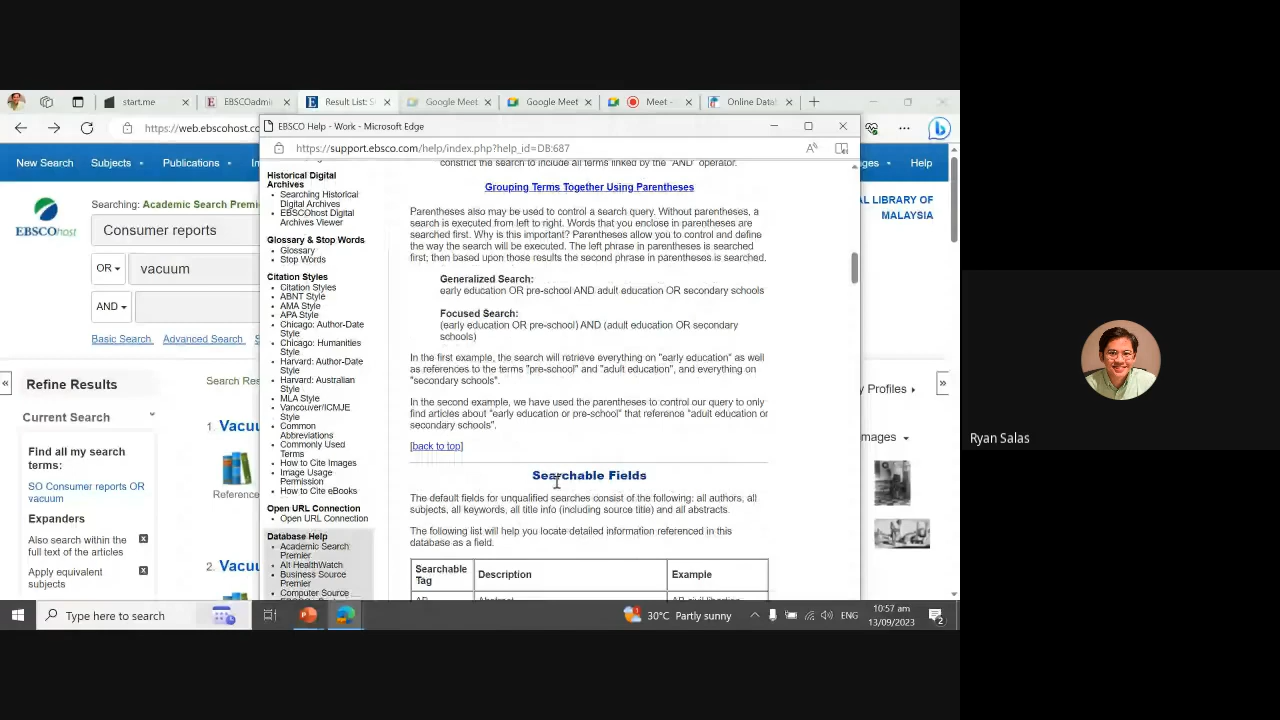 start.me
EBSCOadmi
Result List: S
Google Meet
Google Meet
Meet -
Online Data
https://web.ebscohost.co
EBSCO Help - Work - Microsoft Edge
https://support.ebsco.com/help/index.php?help_id=DB:687
New Search
Subjects
Publications
Help
Searching: Academic Search Premi
EBSCOhost
Consumer reports
OR
vacuum
AND
Basic Search
Advanced Search
AL LIBRARY OF
MALAYSIA
Refine Results
Search Res
Current Search
Find all my search
terms:
SO Consumer reports OR
vacuum
Expanders
Also search within the
full text of the articles
Apply equivalent
subjects
1. Vacuu
Reference
2. Vacuu
Historical Digital
Archives
Searching Historical
Digital Archives
EBSCOhost Digital
Archives Viewer
Glossary & Stop Words
Glossary
Stop Words
Citation Styles
Citation Styles
ABNT Style
AMA Style
APA Style
Chicago: Author-Date
Style
Chicago: Humanities
Style
Harvard: Author-Date
Style
Harvard: Australian
Style
MLA Style
Vancouver/ICMJE
Style
Common
Abbreviations
Commonly Used
Terms
How to Cite Images
Image Usage
Permission
How to Cite eBooks
Open URL Connection
Open URL Connection
Database Help
Academic Search
Premier
Alt HealthWatch
Business Source
Premier
Computer Source
constrict the search to include all terms linked by the "AND" operator.
Grouping Terms Together Using Parentheses
Parentheses also may be used to control a search query. Without parentheses, a
search is executed from left to right. Words that you enclose in parentheses are
searched first. Why is this important? Parentheses allow you to control and define
the way the search will be executed. The left phrase in parentheses is searched
first; then based upon those results the second phrase in parentheses is searched.
Generalized Search:
early education OR pre-school AND adult education OR secondary schools
Focused Search:
(early education OR pre-school) AND (adult education OR secondary
schools)
In the first example, the search will retrieve everything on "early education" as well
as references to the terms "pre-school" and "adult education", and everything on
"secondary schools".
In the second example, we have used the parentheses to control our query to only
find articles about "early education or pre-school" that reference "adult education or
secondary schools".
[back to top]
Searchable Fields
The default fields for unqualified searches consist of the following: all authors, all
subjects, all keywords, all title info (including source title) and all abstracts.
The following list will help you locate detailed information referenced in this
database as a field.
Searchable
Tag
Description
Example
y Profiles
mages
Ryan Salas
Type here to search
30°C Partly sunny
ENG
10:57 am
13/09/2023
2